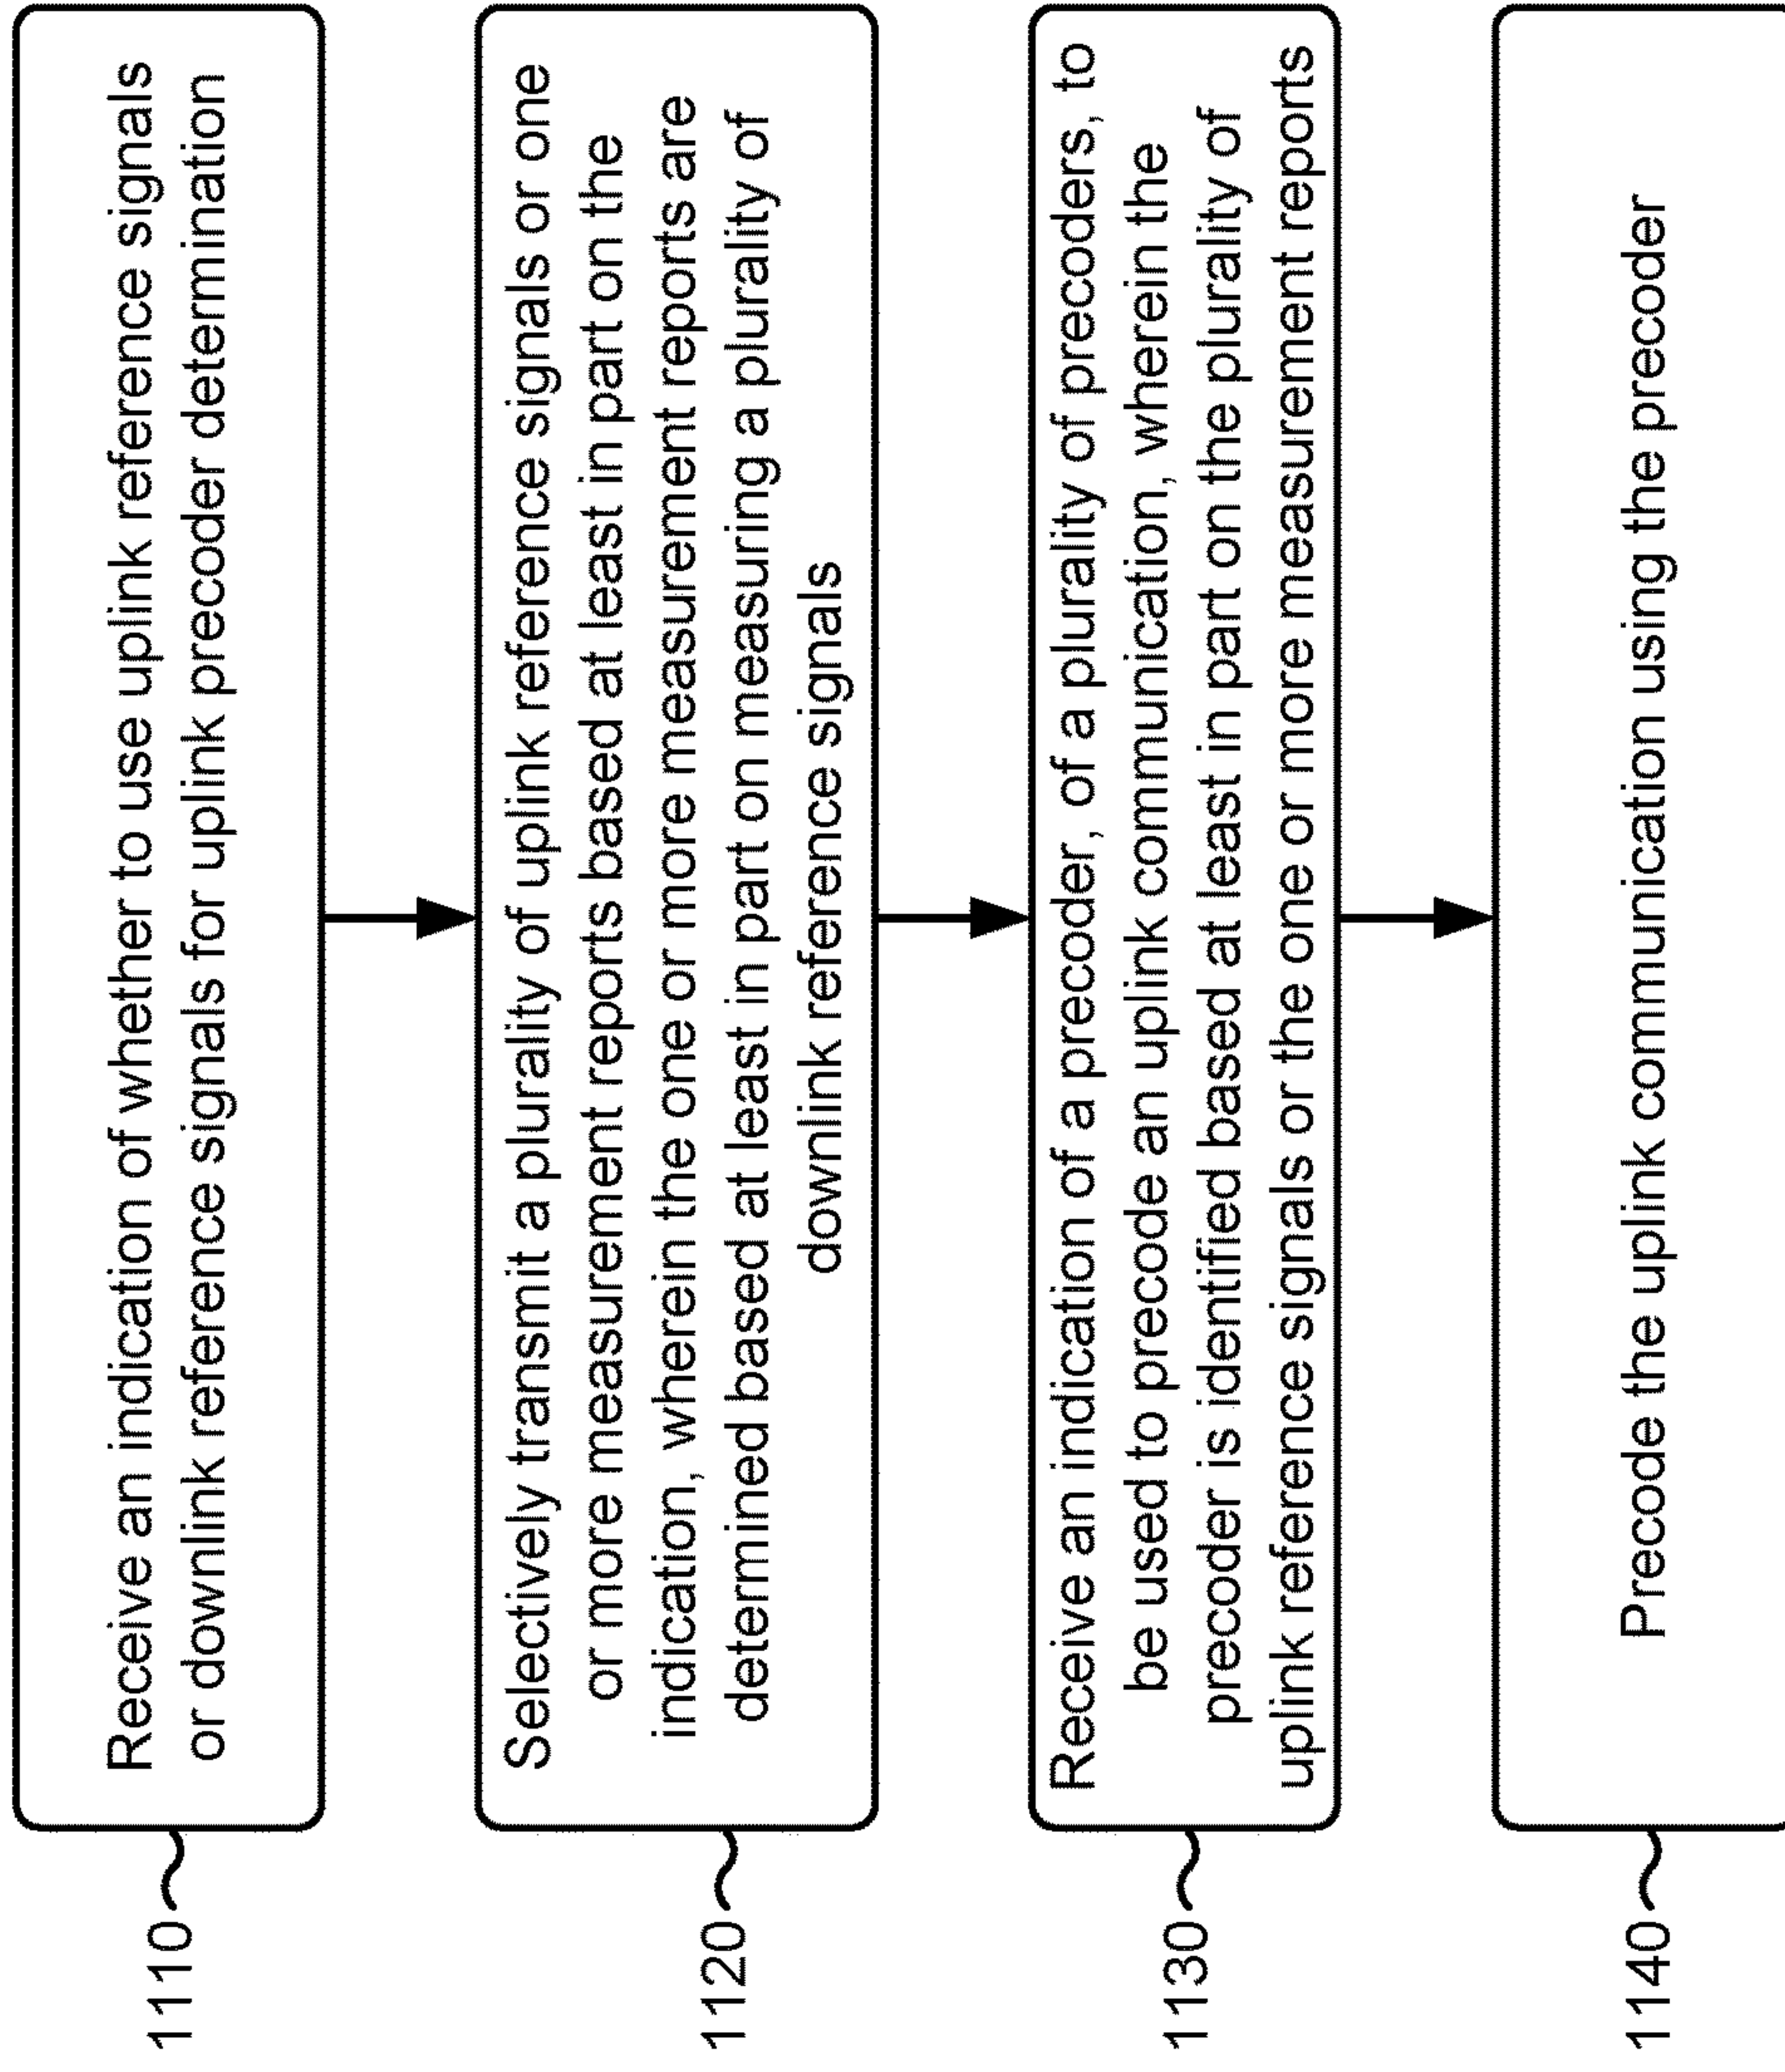 1110
Receive an indication of whether to use uplink reference signals
or downlink reference signals for uplink precoder determination
1120
Selectively transmit a plurality of uplink reference signals or one
or more measurement reports based at least in part on the
indication, wherein the one or more measurement reports are
determined based at least in part on measuring a plurality of
downlink reference signals
1130
Receive an indication of a precoder, of a plurality of precoders, to
be used to precode an uplink communication, wherein the
precoder is identified based at least in part on the plurality of
uplink reference signals or the one or more measurement reports
1140
Precode the uplink communication using the precoder